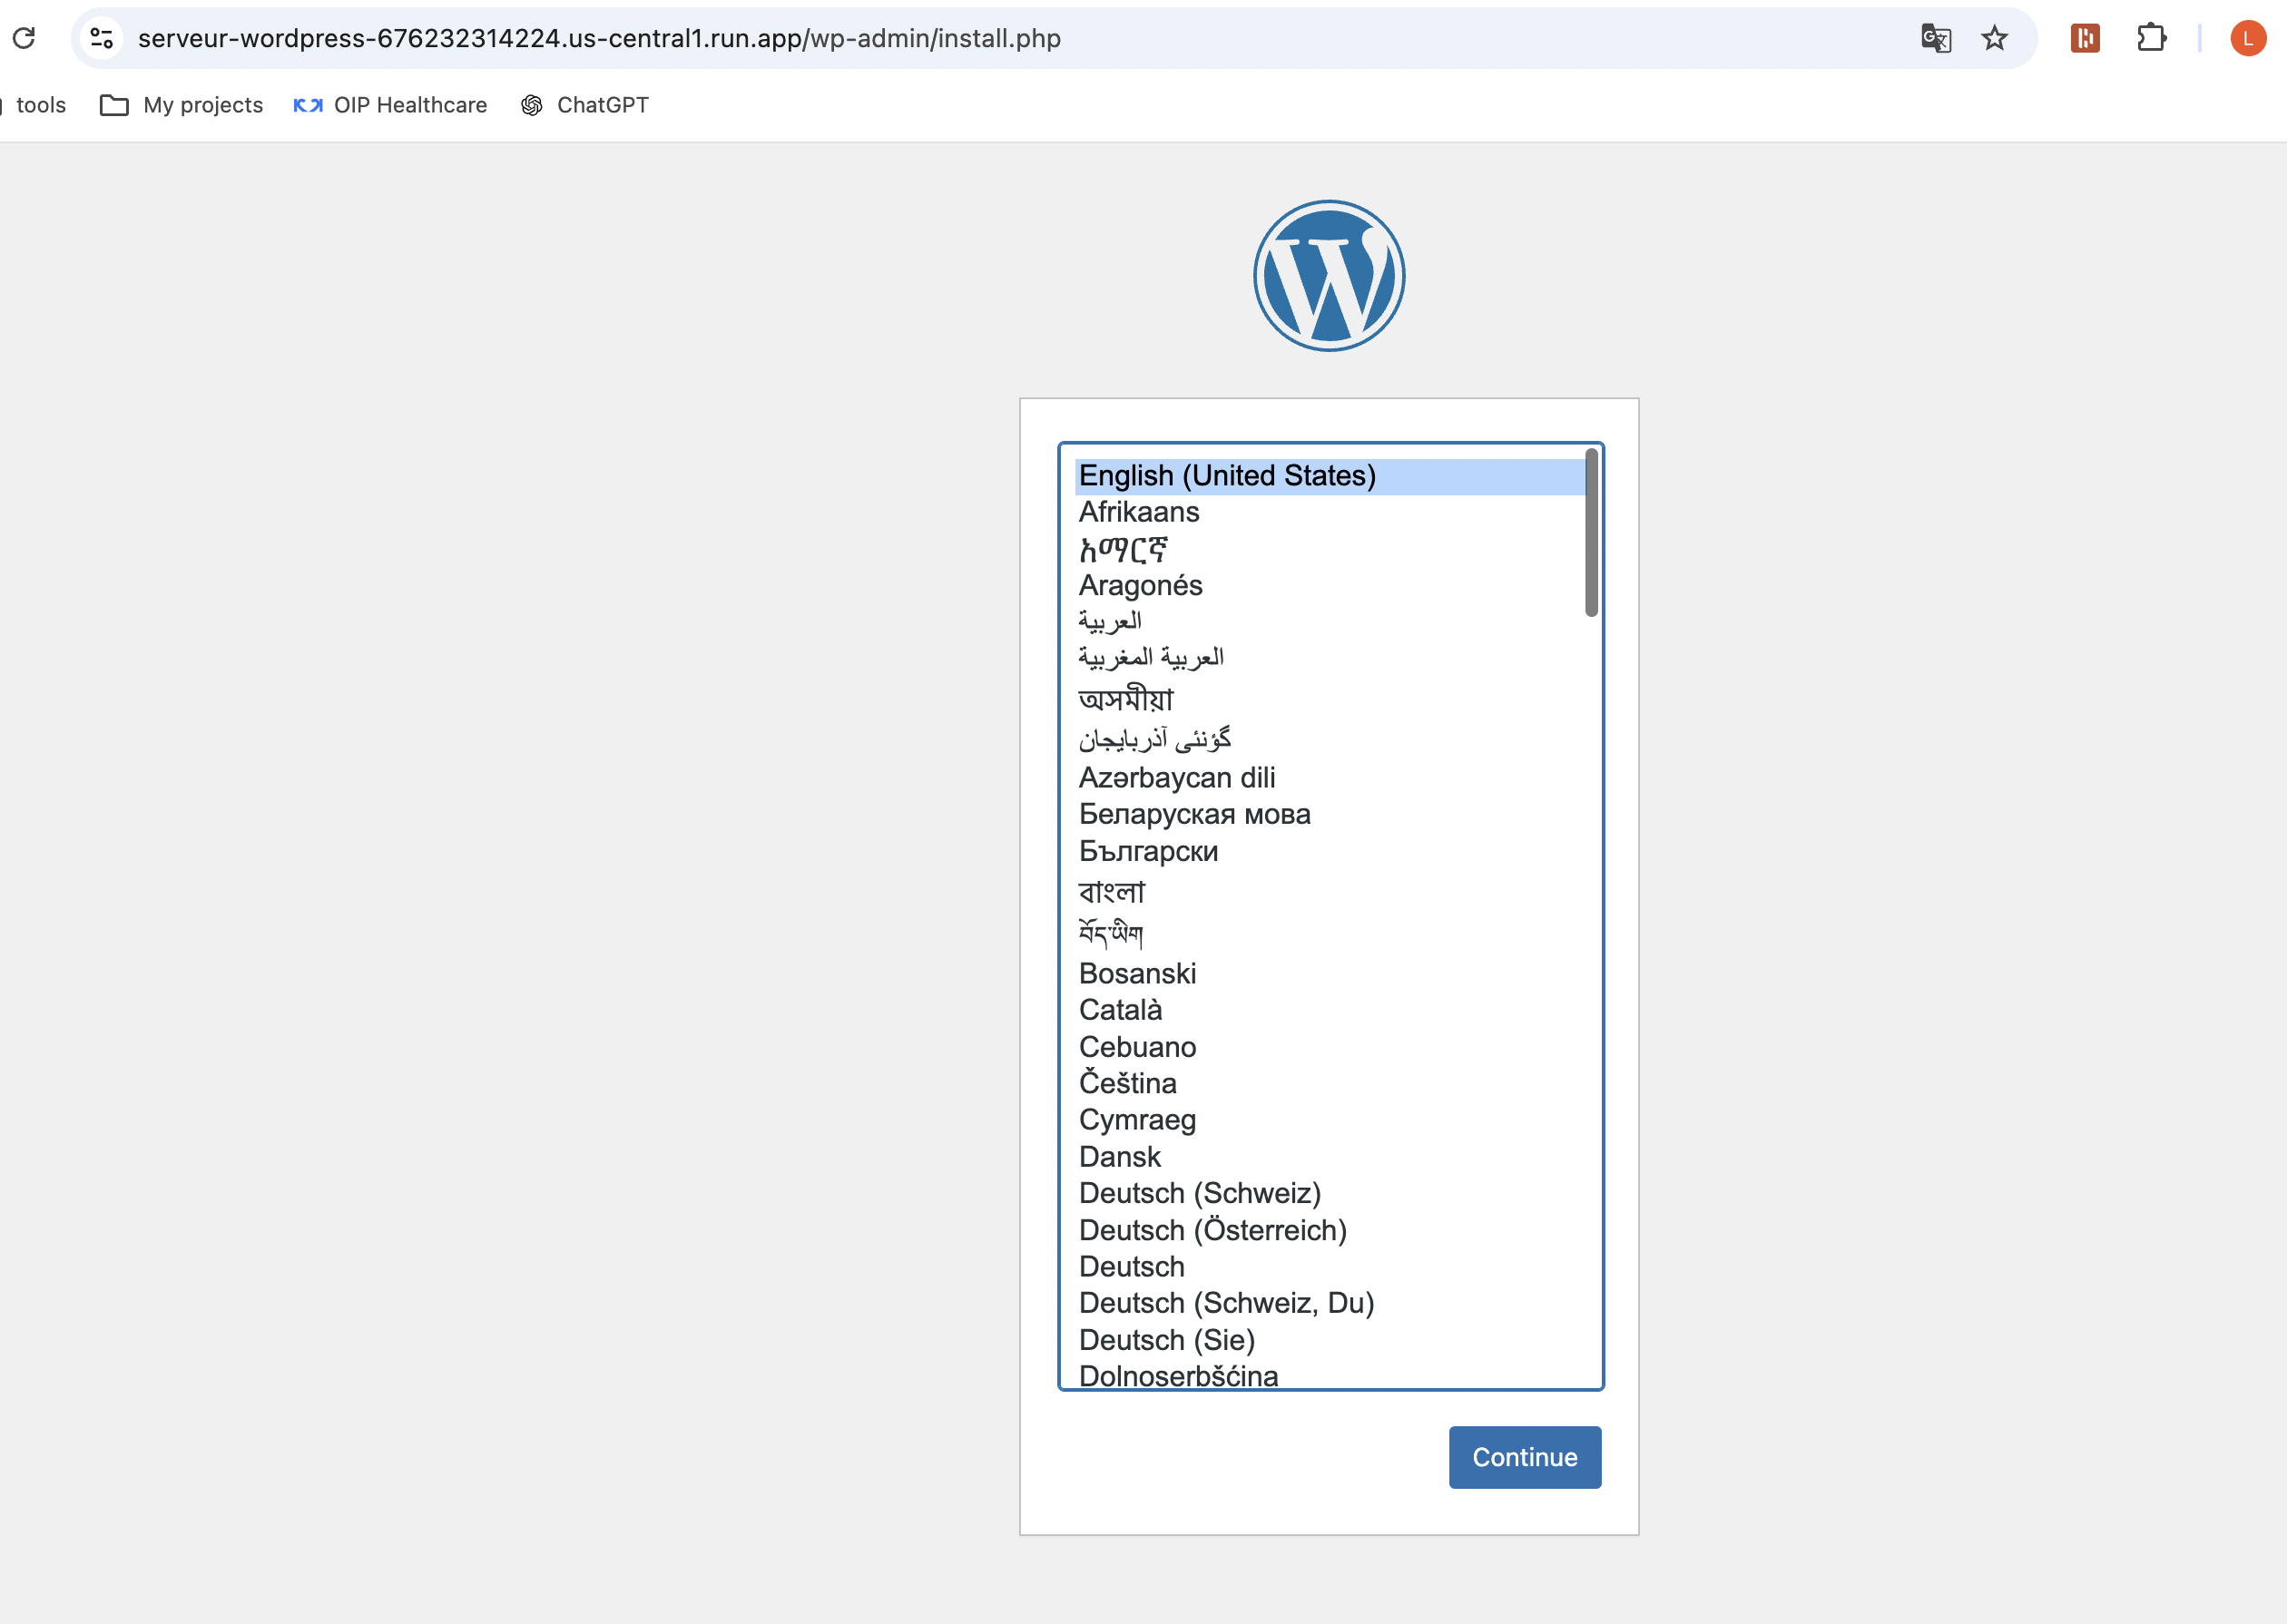 serveur-wordpress-676232314224.us-central1.run.app/wp-admin/install.php
L
tools
My projects
OIP Healthcare
ChatGPT
English (United States)
Afrikaans
አማርኛ
Aragonés
العربية
العربية المغربية
অসমীয়া
گؤنئی آذربایجان
Azərbaycan dili
Беларуская мова
Български
বাংলা
བོད་ཡིག
Bosanski
Català
Cebuano
Čeština
Cymraeg
Dansk
Deutsch (Schweiz)
Deutsch (Österreich)
Deutsch
Deutsch (Schweiz, Du)
Deutsch (Sie)
Dolnoserbšćina
Continue